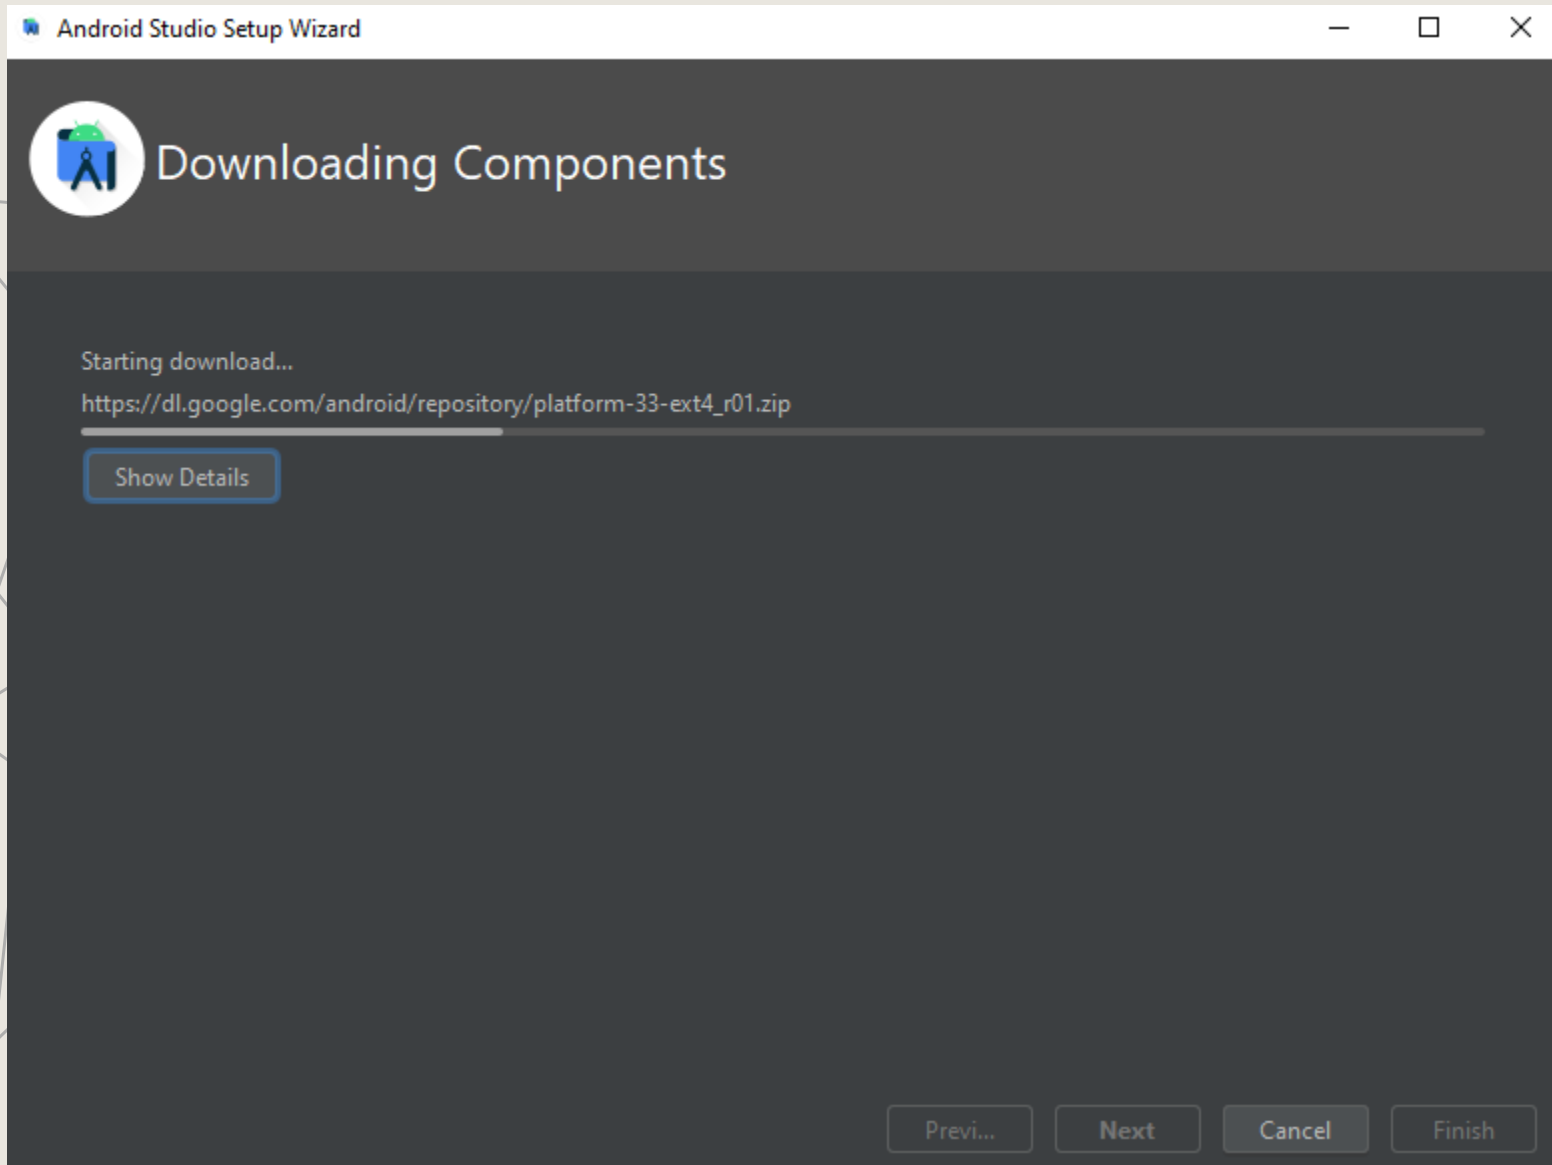 Android Studio Setup Wizard
Downloading Components
Starting download...
https://dl.google.com/android/repository/platform-33-ext4_r01.zip
Show Details
Previ... Next Cancel Finish